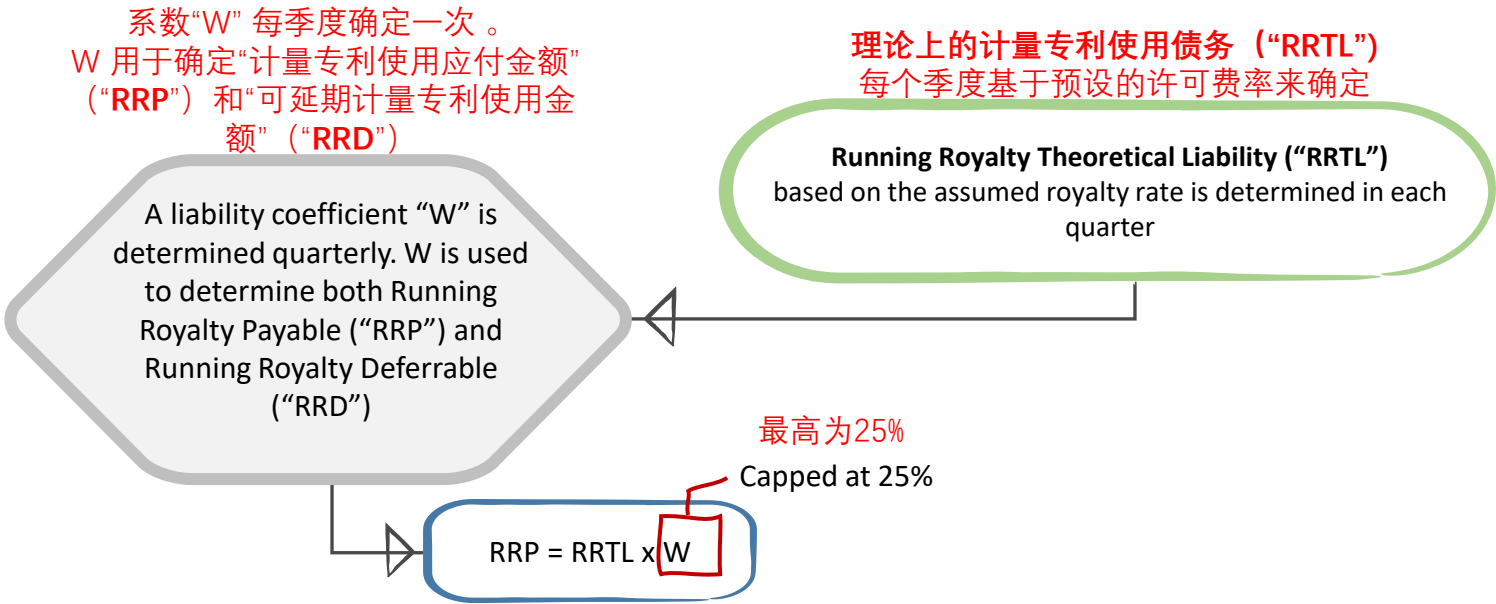 系数“W” 每季度确定一次 。
W 用于确定“计量专利使用应付金额”
（“RRP”）和“可延期计量专利使用金
额”（“RRD”）
理论上的计量专利使用债务（“RRTL”)
每个季度基于预设的许可费率来确定
Running Royalty Theoretical Liability (“RRTL”)
based on the assumed royalty rate is determined in each
quarter
A liability coefficient “W” is
determined quarterly. W is used
to determine both Running
Royalty Payable (“RRP”) and
Running Royalty Deferrable
(“RRD”)
最高为25%
Capped at 25%
RRP = RRTL x W